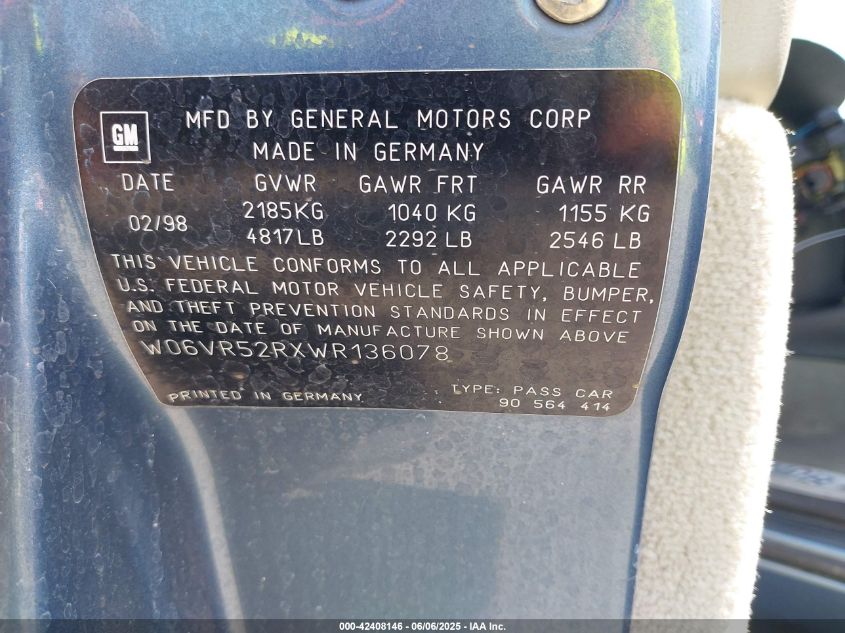 GM
MFD BY GENERAL MOTORS CORP
MADE IN GERMANY
DATE GVWR GAWR FRT GAWR RR
02/98 2185KG 1040 KG 1155 KG
4817LB 2292 LB 2546 LB
THIS VEHICLE CONFORMS TO ALL APPLICABLE
U.S. FEDERAL MOTOR VEHICLE SAFETY, BUMPER,
AND THEFT PREVENTION STANDARDS IN EFFECT
ON THE DATE OF MANUFACTURE SHOWN ABOVE
W06VR52RXWR136078
PRINTED IN GERMANY TYPE: PASS CAR
90 564 414
000-42408146 - 06/06/2025 - IAA Inc.